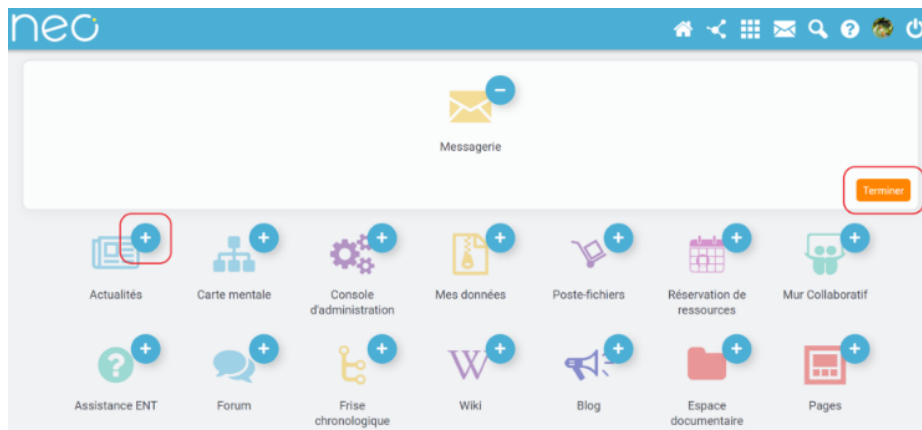 neo
Messagerie
Terminer
Actualités
Carte mentale
Console
d'administration
Mes données
Poste-fichiers
Réservation de
ressources
Mur Collaboratif
Assistance ENT
Forum
Frise
chronologique
Wiki
Blog
Espace
documentaire
Pages